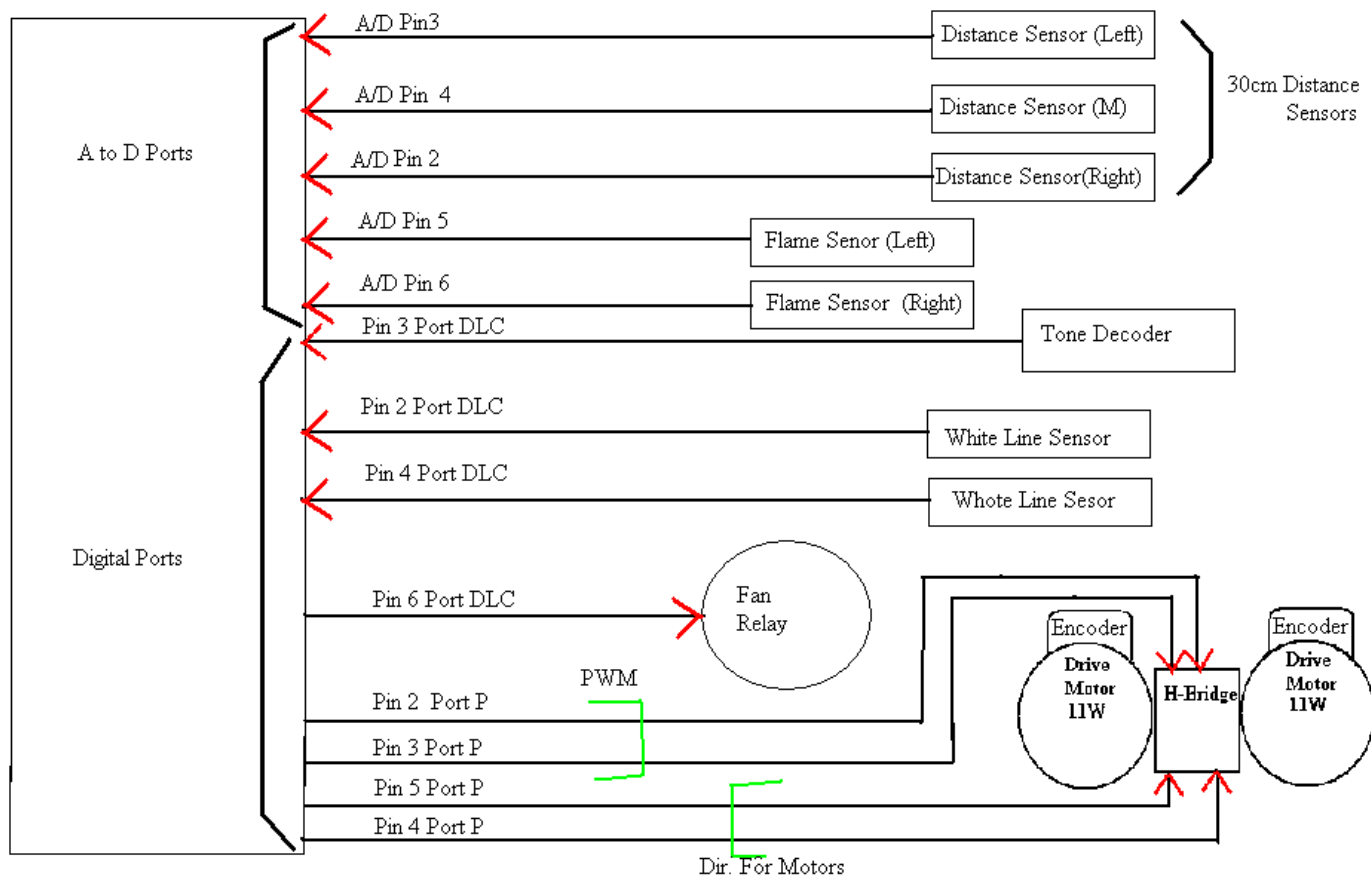 A/D Pin3
Distance Sensor (Left)
A/D Pin 4
Distance Sensor (M)
30cm Distance
Sensors
A to D Ports
A/D Pin 2
Distance Sensor(Right)
A/D Pin 5
Flame Senor (Left)
A/D Pin 6
Flame Sensor (Right)
Pin 3 Port DLC
Tone Decoder
Pin 2 Port DLC
White Line Sensor
Pin 4 Port DLC
Whote Line Sesor
Digital Ports
Pin 6 Port DLC
Fan
Relay
Encoder
Drive
Motor
11W
H-Bridge
Encoder
Drive
Motor
11W
PWM
Pin 2 Port P
Pin 3 Port P
Pin 5 Port P
Pin 4 Port P
Dir. For Motors